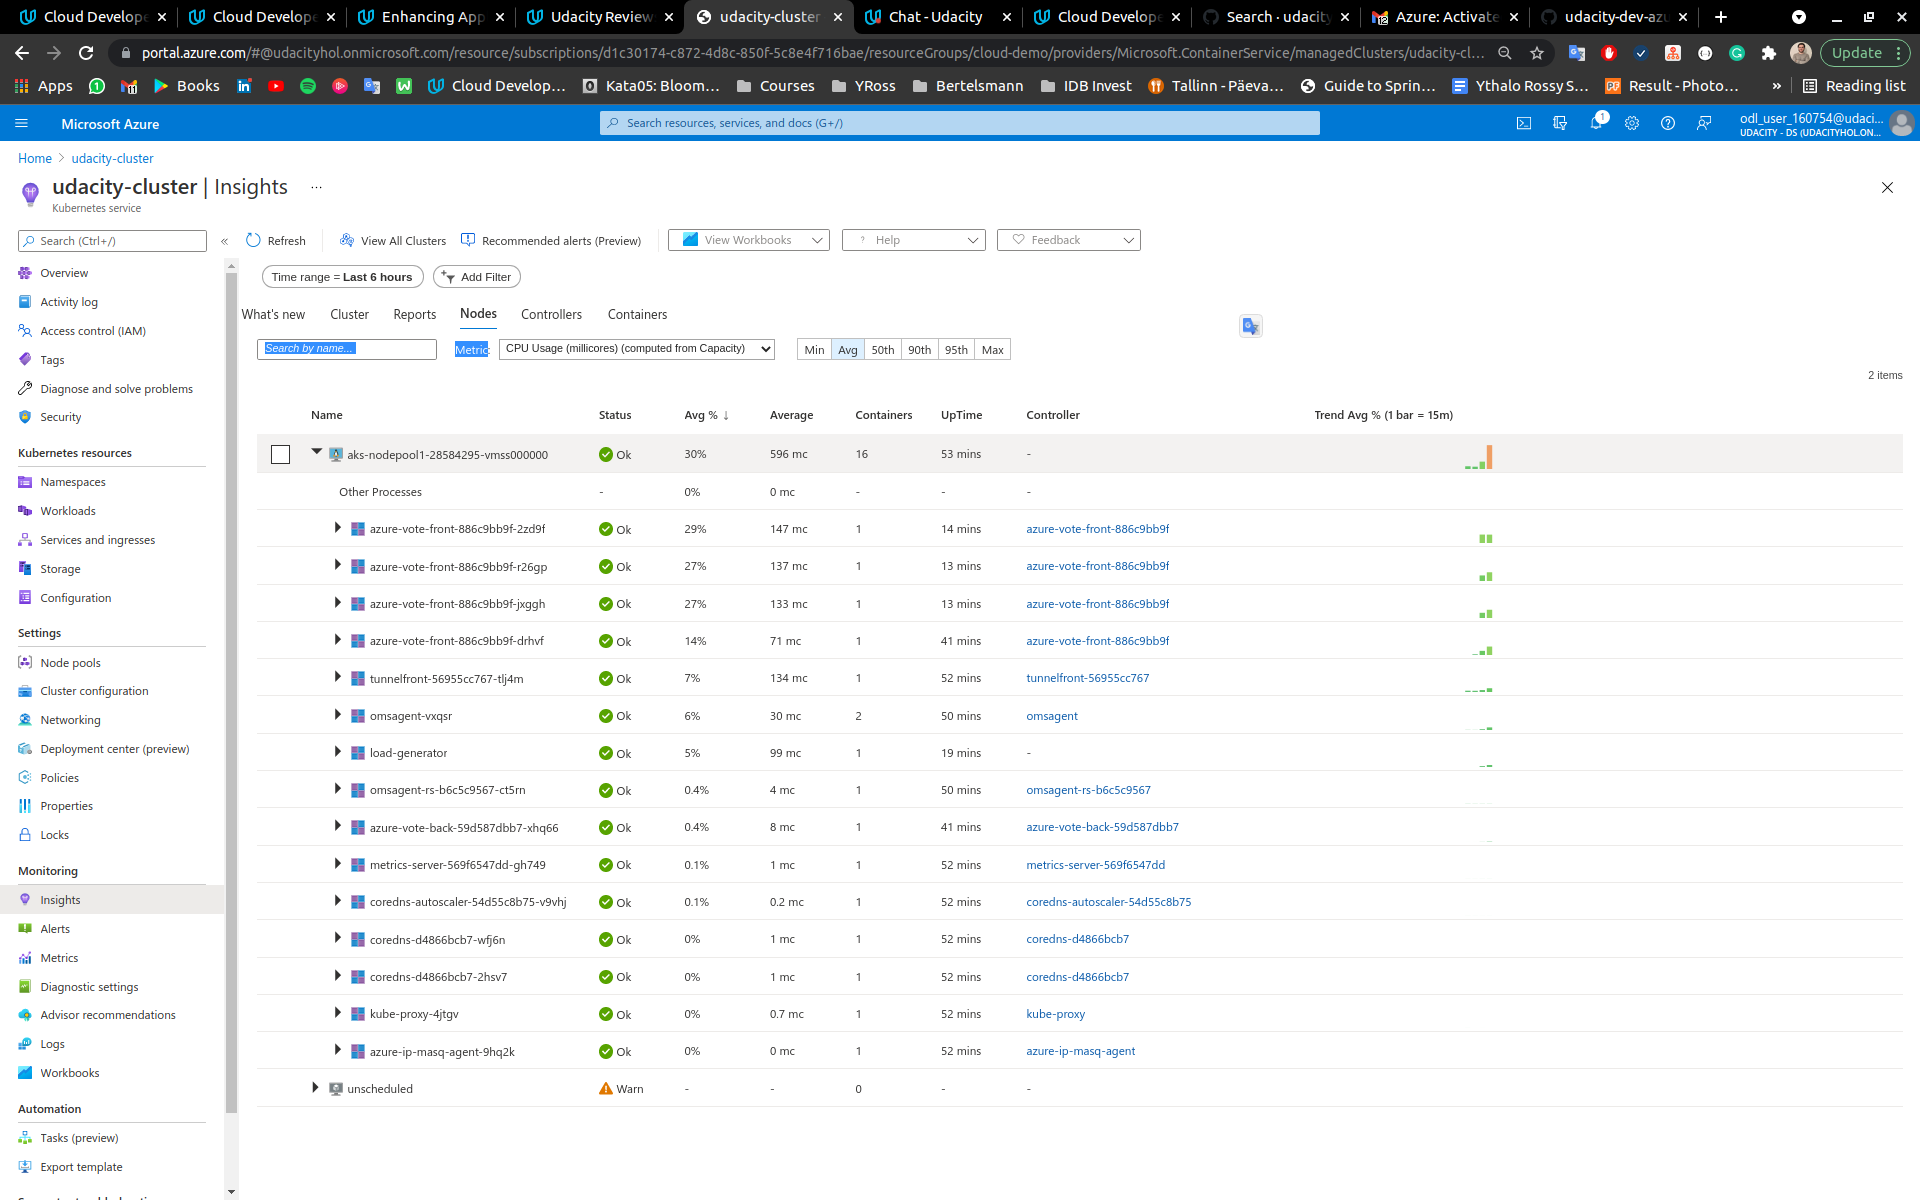 Cloud Develope
Cloud Develope
Enhancing App
Udacity Review
udacity-cluster
Chat - Udacity
Cloud Develope
Search · udacity
Azure: Activate
udacity-dev-az
portal.azure.com/#@udacityhol.onmicrosoft.com/resource/subscriptions/d1c30174-c872-4d8c-850f-5c8e4f716bae/resourceGroups/cloud-demo/providers/Microsoft.ContainerService/managedClusters/udacity-cl...
Update
Apps
Books
Cloud Develop...
Kata05: Bloom...
Courses
YRoss
Bertelsmann
IDB Invest
Tallinn - Päeva...
Guide to Sprin...
Ythalo Rossy S...
Result - Photo...
»
Reading list
Microsoft Azure
Search resources, services, and docs (G+/)
1
odl_user_160754@udaci...
UDACITY - DS (UDACITYHOL.ON...
Home > udacity-cluster
udacity-cluster | Insights ...
Kubernetes service
Search (Ctrl+/)
«
Refresh
View All Clusters
Recommended alerts (Preview)
View Workbooks
? Help
Feedback
Time range = Last 6 hours
Add Filter
What's new Cluster Reports Nodes Controllers Containers
Search by name...
Metric:
CPU Usage (millicores) (computed from Capacity)
Min Avg 50th 90th 95th Max
2 items
Overview
Activity log
Access control (IAM)
Tags
Diagnose and solve problems
Security
Kubernetes resources
Namespaces
Workloads
Services and ingresses
Storage
Configuration
Settings
Node pools
Cluster configuration
Networking
Deployment center (preview)
Policies
Properties
Locks
Monitoring
Insights
Alerts
Metrics
Diagnostic settings
Advisor recommendations
Logs
Workbooks
Automation
Tasks (preview)
Export template
Name Status Avg % ↓ Average Containers UpTime Controller Trend Avg % (1 bar = 15m)
aks-nodepool1-28584295-vmss000000 Ok 30% 596 mc 16 53 mins -
Other Processes - 0% 0 mc - - -
azure-vote-front-886c9bb9f-2zd9f Ok 29% 147 mc 1 14 mins azure-vote-front-886c9bb9f
azure-vote-front-886c9bb9f-r26gp Ok 27% 137 mc 1 13 mins azure-vote-front-886c9bb9f
azure-vote-front-886c9bb9f-jxggh Ok 27% 133 mc 1 13 mins azure-vote-front-886c9bb9f
azure-vote-front-886c9bb9f-drhvf Ok 14% 71 mc 1 41 mins azure-vote-front-886c9bb9f
tunnelfront-56955cc767-tlj4m Ok 7% 134 mc 1 52 mins tunnelfront-56955cc767
omsagent-vxqsr Ok 6% 30 mc 2 50 mins omsagent
load-generator Ok 5% 99 mc 1 19 mins -
omsagent-rs-b6c5c9567-ct5rn Ok 0.4% 4 mc 1 50 mins omsagent-rs-b6c5c9567
azure-vote-back-59d587dbb7-xhq66 Ok 0.4% 8 mc 1 41 mins azure-vote-back-59d587dbb7
metrics-server-569f6547dd-gh749 Ok 0.1% 1 mc 1 52 mins metrics-server-569f6547dd
coredns-autoscaler-54d55c8b75-v9vhj Ok 0.1% 0.2 mc 1 52 mins coredns-autoscaler-54d55c8b75
coredns-d4866bcb7-wfj6n Ok 0% 1 mc 1 52 mins coredns-d4866bcb7
coredns-d4866bcb7-2hsv7 Ok 0% 1 mc 1 52 mins coredns-d4866bcb7
kube-proxy-4jtgv Ok 0% 0.7 mc 1 52 mins kube-proxy
azure-ip-masq-agent-9hq2k Ok 0% 0 mc 1 52 mins azure-ip-masq-agent
unscheduled Warn - - 0 - -